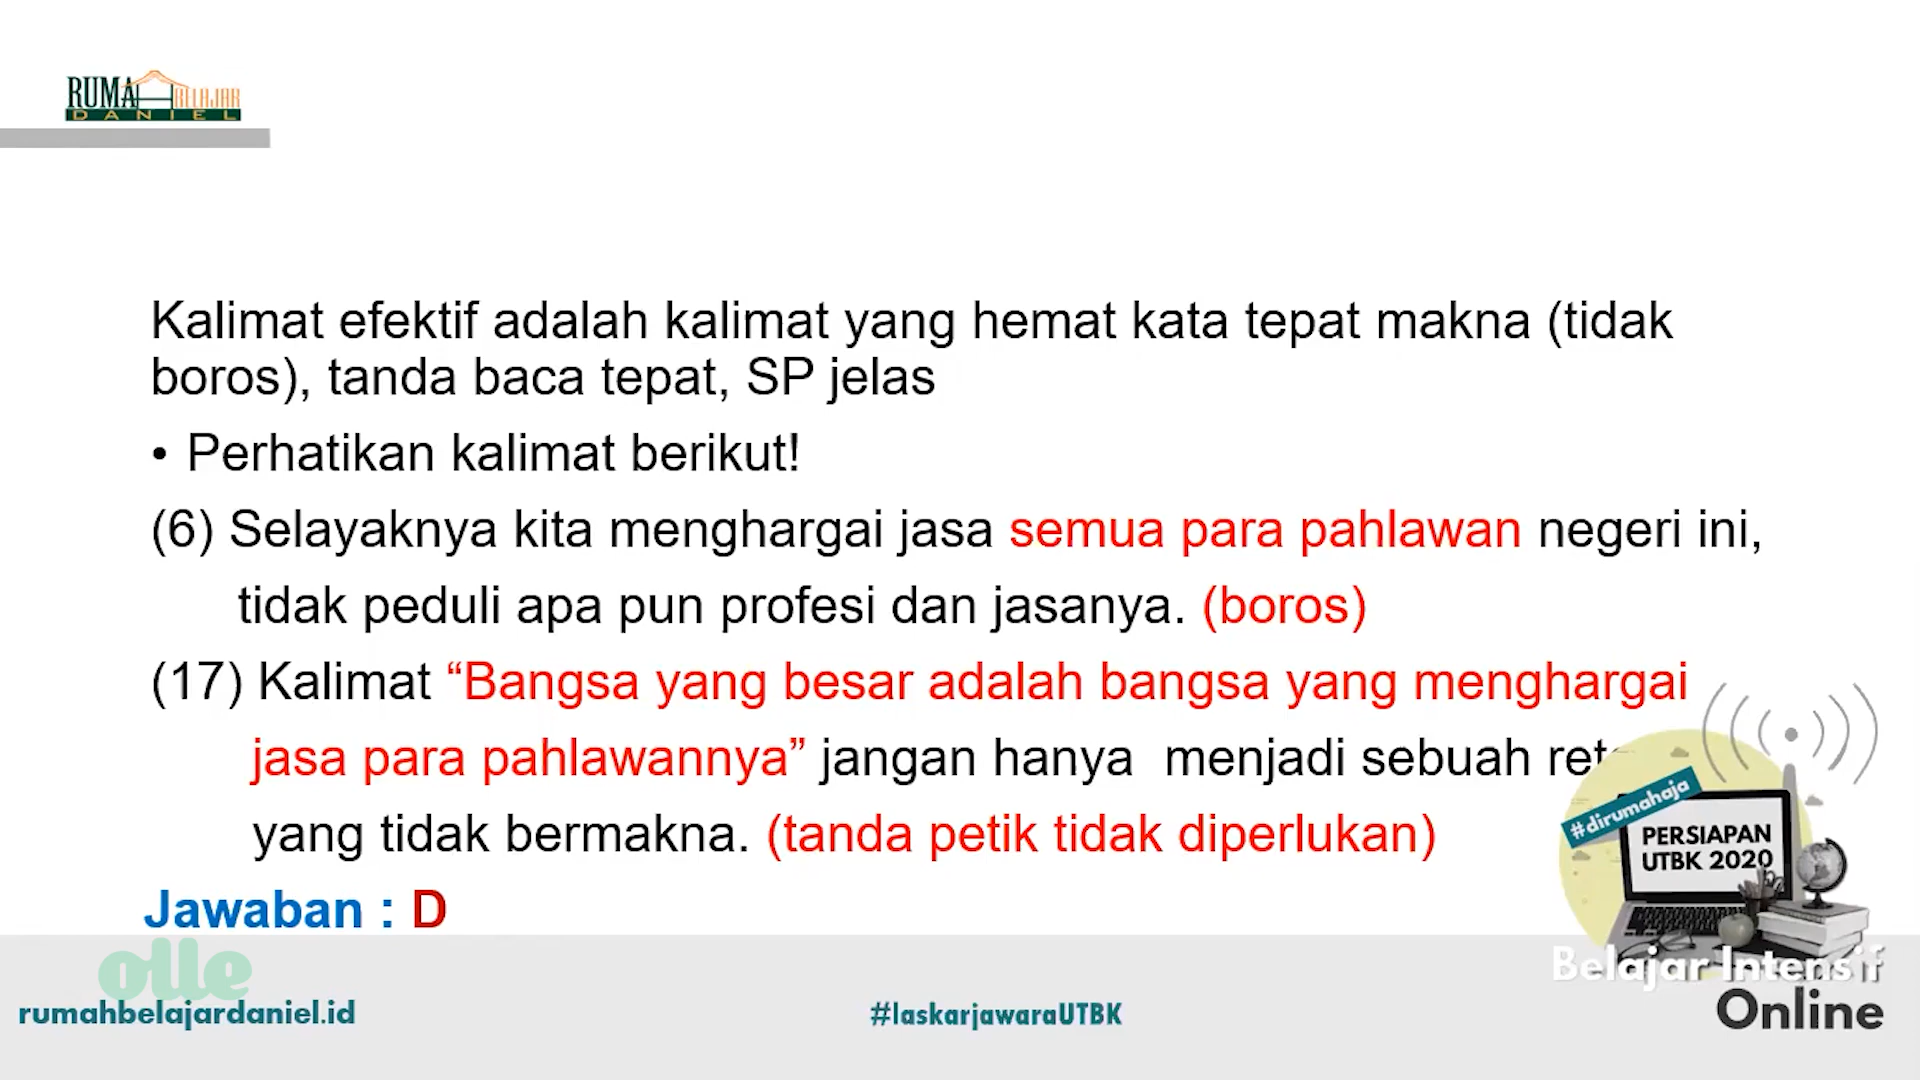 RUMA BELAJAR
DANIEL
Kalimat efektif adalah kalimat yang hemat kata tepat makna (tidak
boros), tanda baca tepat, SP jelas
• Perhatikan kalimat berikut!
(6) Selayaknya kita menghargai jasa semua para pahlawan negeri ini,
tidak peduli apa pun profesi dan jasanya. (boros)
(17) Kalimat “Bangsa yang besar adalah bangsa yang menghargai
jasa para pahlawannya” jangan hanya menjadi sebuah
yang tidak bermakna. (tanda petik tidak diperlukan)
Jawaban : D
#dirumahaja
PERSIAPAN
UTBK 2020
Belajar Intensif
Online
olle
rumahbelajardaniel.id
#laskarjawaraUTBK